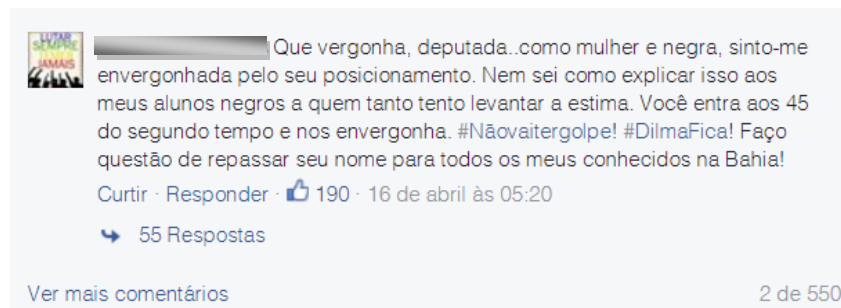 LUTAR
SEMPRE
JAMAIS
Que vergonha, deputada..como mulher e negra, sinto-me
envergonhada pelo seu posicionamento. Nem sei como explicar isso aos
meus alunos negros a quem tanto tento levantar a estima. Você entra aos 45
do segundo tempo e nos envergonha. #Nãovaitergolpe! #DilmaFica! Faço
questão de repassar seu nome para todos os meus conhecidos na Bahia!
Curtir · Responder · 190 · 16 de abril às 05:20
55 Respostas
Ver mais comentários 2 de 550